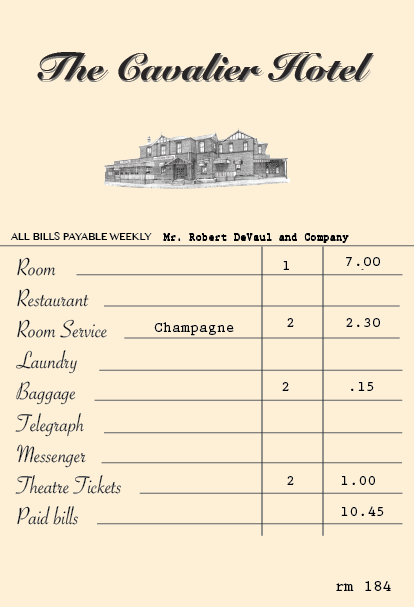 The Cavalier Hotel
ALL BILLS PAYABLE WEEKLY Mr. Robert DeVaul and Company
Room 1 7.00
Restaurant
Room Service Champagne 2 2.30
Laundry
Baggage 2 .15
Telegraph
Messenger
Theatre Tickets 2 1.00
Paid bills 10.45
rm 184